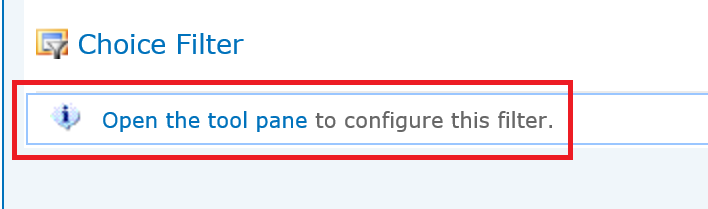 Choice Filter
Open the tool pane to configure this filter.